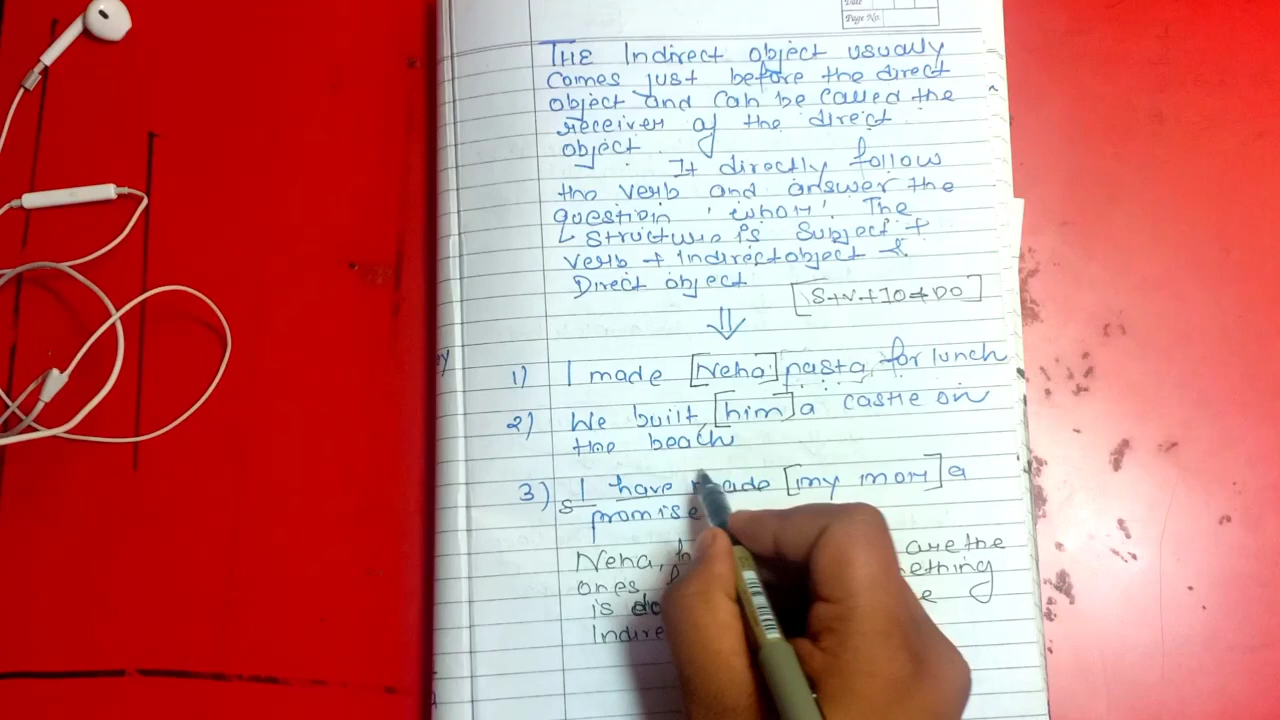 Date
Page No.
THE Indirect object usually
comes just before the direct
object and can be called the
receiver of the direct
object.
It directly follow
the verb and answer the
question 'whom'. The
Structure is Subject +
verb + Indirect object +
Direct object
[S+V+IO+DO]
1) I made [Neha] pasta for lunch
2) We built [him] a castle on
the beach
3) I have made [my mom] a
S
promise
Neha, are the
ones
is do
Indire